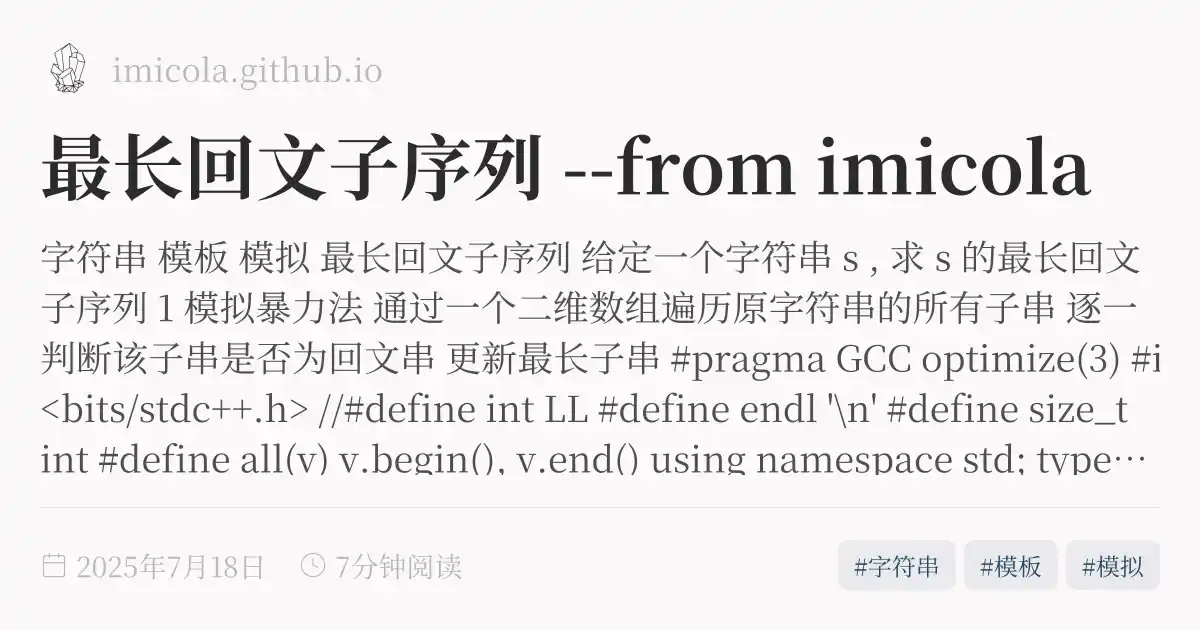 imicola.github.io
最长回文子序列 --from imicola
字符串 模板 模拟 最长回文子序列 给定一个字符串 s , 求 s 的最长回文
子序列 1 模拟暴力法 通过一个二维数组遍历原字符串的所有子串 逐一
判断该子串是否为回文串 更新最长子串 #pragma GCC optimize(3) #i
<bits/stdc++.h> //#define int LL #define endl '\n' #define size_t
int #define all(v) v.begin(), v.end() using namespace std; type…
2025年7月18日 7分钟阅读 #字符串 #模板 #模拟